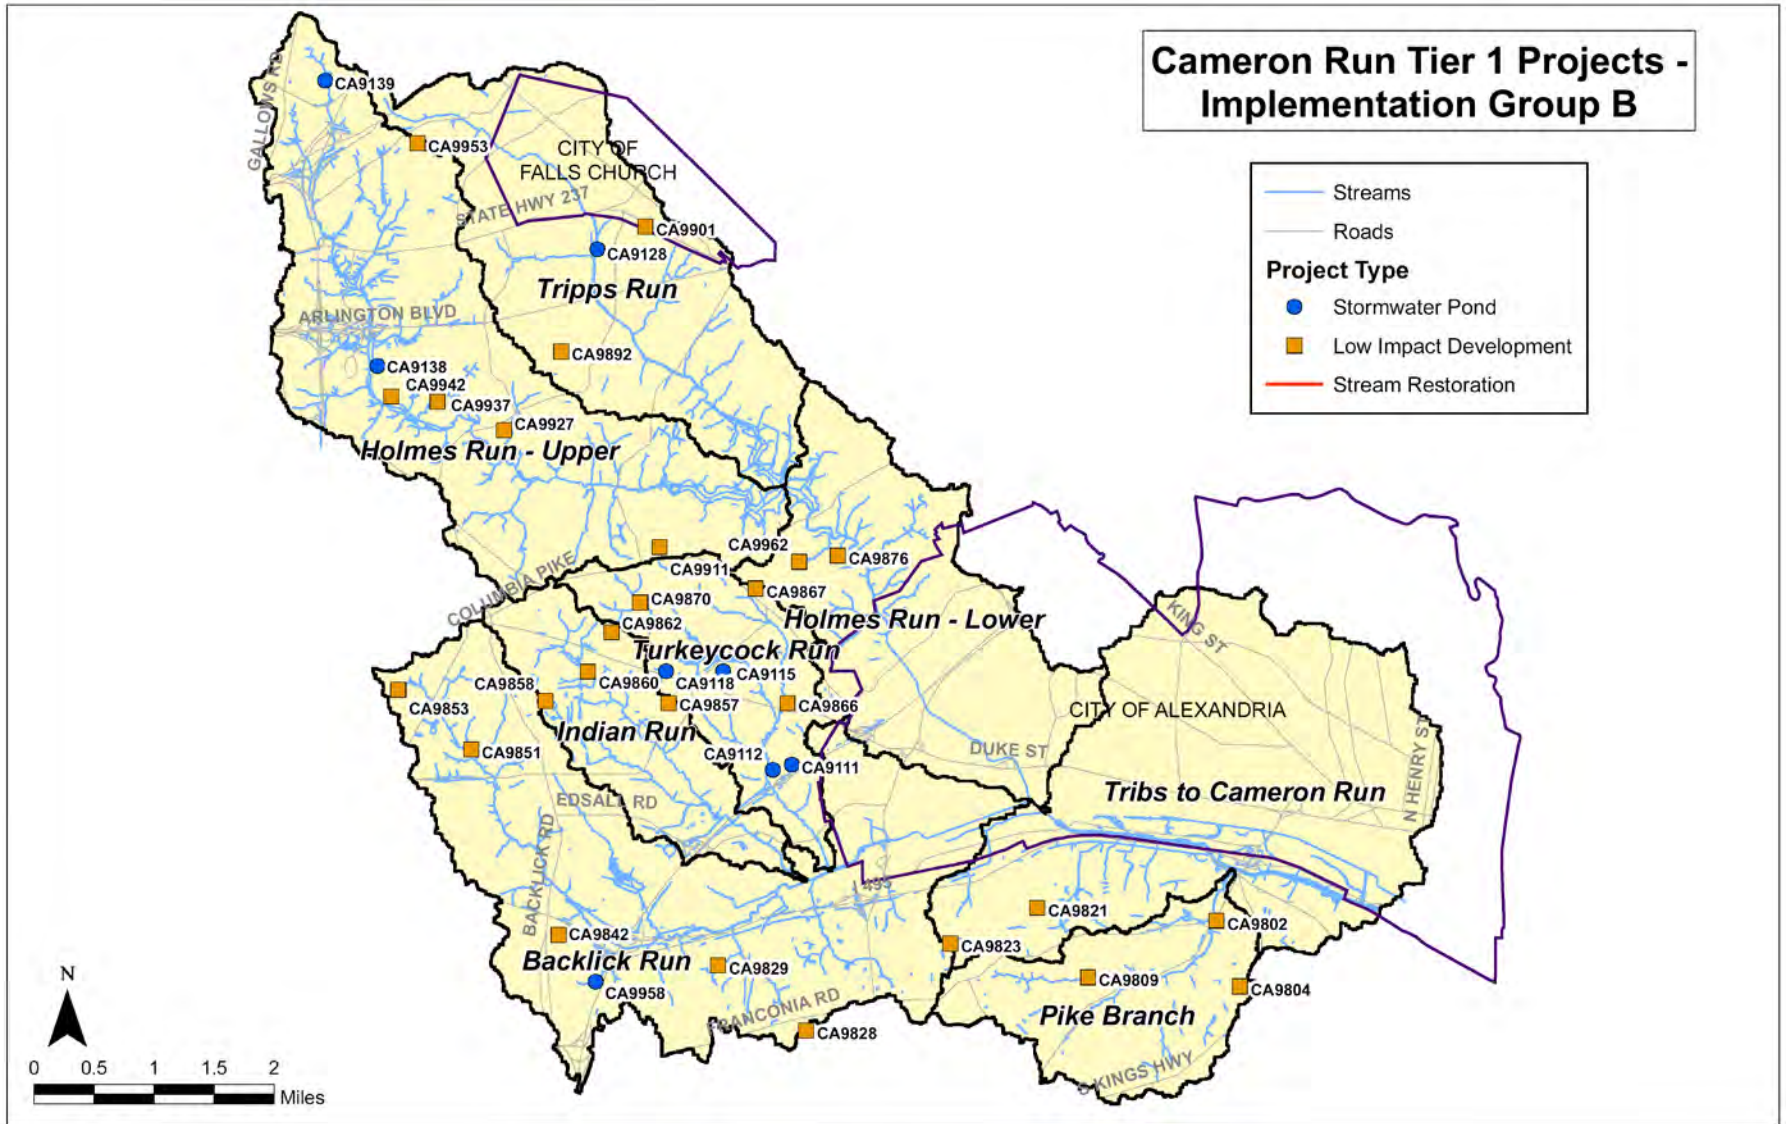 Cameron Run Tier 1 Projects -
Implementation Group B
Streams
Roads
Project Type
Stormwater Pond
Low Impact Development
Stream Restoration
GALLOWS RD
CA9139
CA9953
CITY OF
FALLS CHURCH
STATE HWY 237
CA9901
CA9128
Tripps Run
ARLINGTON BLVD
CA9892
CA9138
CA9942
CA9937
CA9927
Holmes Run - Upper
COLUMBIA PIKE
CA9962
CA9876
CA9911
CA9867
CA9870
CA9862
Holmes Run - Lower
Turkeycock Run
KING ST
CA9860
CA9118
CA9115
CA9858
CA9853
CA9857
CA9866
CITY OF ALEXANDRIA
Indian Run
CA9851
CA9112
CA9111
DUKE ST
N HENRY ST
EDSALL RD
Tribs to Cameron Run
BACKLICK RD
I 495
CA9821
CA9802
CA9842
CA9823
Backlick Run
CA9829
CA9809
CA9804
CA9958
FRANCONIA RD
Pike Branch
CA9828
S KINGS HWY
N
0 0.5 1 1.5 2
Miles